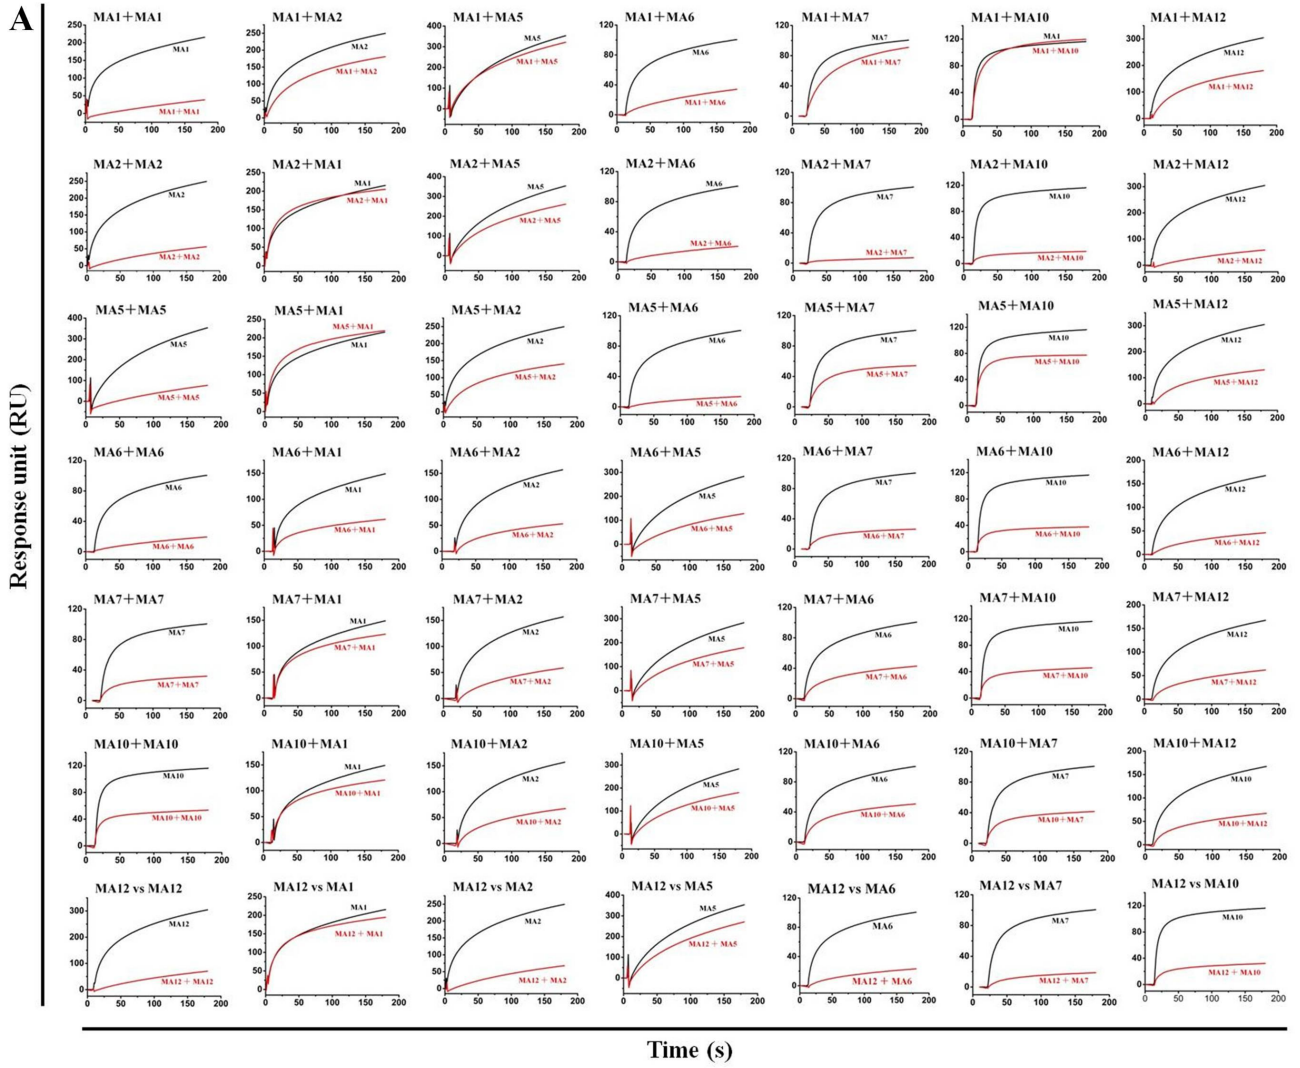 A
Response unit (RU)
MA1+MA1
MA1
MA1+MA1
MA1+MA2
MA2
MA1+MA2
MA1+MA5
MA5
MA1+MA5
MA1+MA6
MA6
MA1+MA6
MA1+MA7
MA7
MA1+MA7
MA1+MA10
MA1
MA1+MA10
MA1+MA12
MA12
MA1+MA12
MA2+MA2
MA2
MA2+MA2
MA2+MA1
MA1
MA2+MA1
MA2+MA5
MA5
MA2+MA5
MA2+MA6
MA6
MA2+MA6
MA2+MA7
MA7
MA2+MA7
MA2+MA10
MA10
MA2+MA10
MA2+MA12
MA12
MA2+MA12
MA5+MA5
MA5
MA5+MA5
MA5+MA1
MA5+MA1
MA1
MA5+MA2
MA2
MA5+MA2
MA5+MA6
MA6
MA5+MA6
MA5+MA7
MA7
MA5+MA7
MA5+MA10
MA10
MA5+MA10
MA5+MA12
MA12
MA5+MA12
MA6+MA6
MA6
MA6+MA6
MA6+MA1
MA1
MA6+MA1
MA6+MA2
MA2
MA6+MA2
MA6+MA5
MA5
MA6+MA5
MA6+MA7
MA7
MA6+MA7
MA6+MA10
MA10
MA6+MA10
MA6+MA12
MA12
MA6+MA12
MA7+MA7
MA7
MA7+MA7
MA7+MA1
MA1
MA7+MA1
MA7+MA2
MA2
MA7+MA2
MA7+MA5
MA5
MA7+MA5
MA7+MA6
MA6
MA7+MA6
MA7+MA10
MA10
MA7+MA10
MA7+MA12
MA12
MA7+MA12
MA10+MA10
MA10
MA10+MA10
MA10+MA1
MA1
MA10+MA1
MA10+MA2
MA2
MA10+MA2
MA10+MA5
MA5
MA10+MA5
MA10+MA6
MA6
MA10+MA6
MA10+MA7
MA7
MA10+MA7
MA10+MA12
MA10
MA10+MA12
MA12 vs MA12
MA12
MA12 + MA12
MA12 vs MA1
MA1
MA12 + MA1
MA12 vs MA2
MA2
MA12 + MA2
MA12 vs MA5
MA5
MA12 + MA5
MA12 vs MA6
MA6
MA12 + MA6
MA12 vs MA7
MA7
MA12 + MA7
MA12 vs MA10
MA10
MA12 + MA10
Time (s)